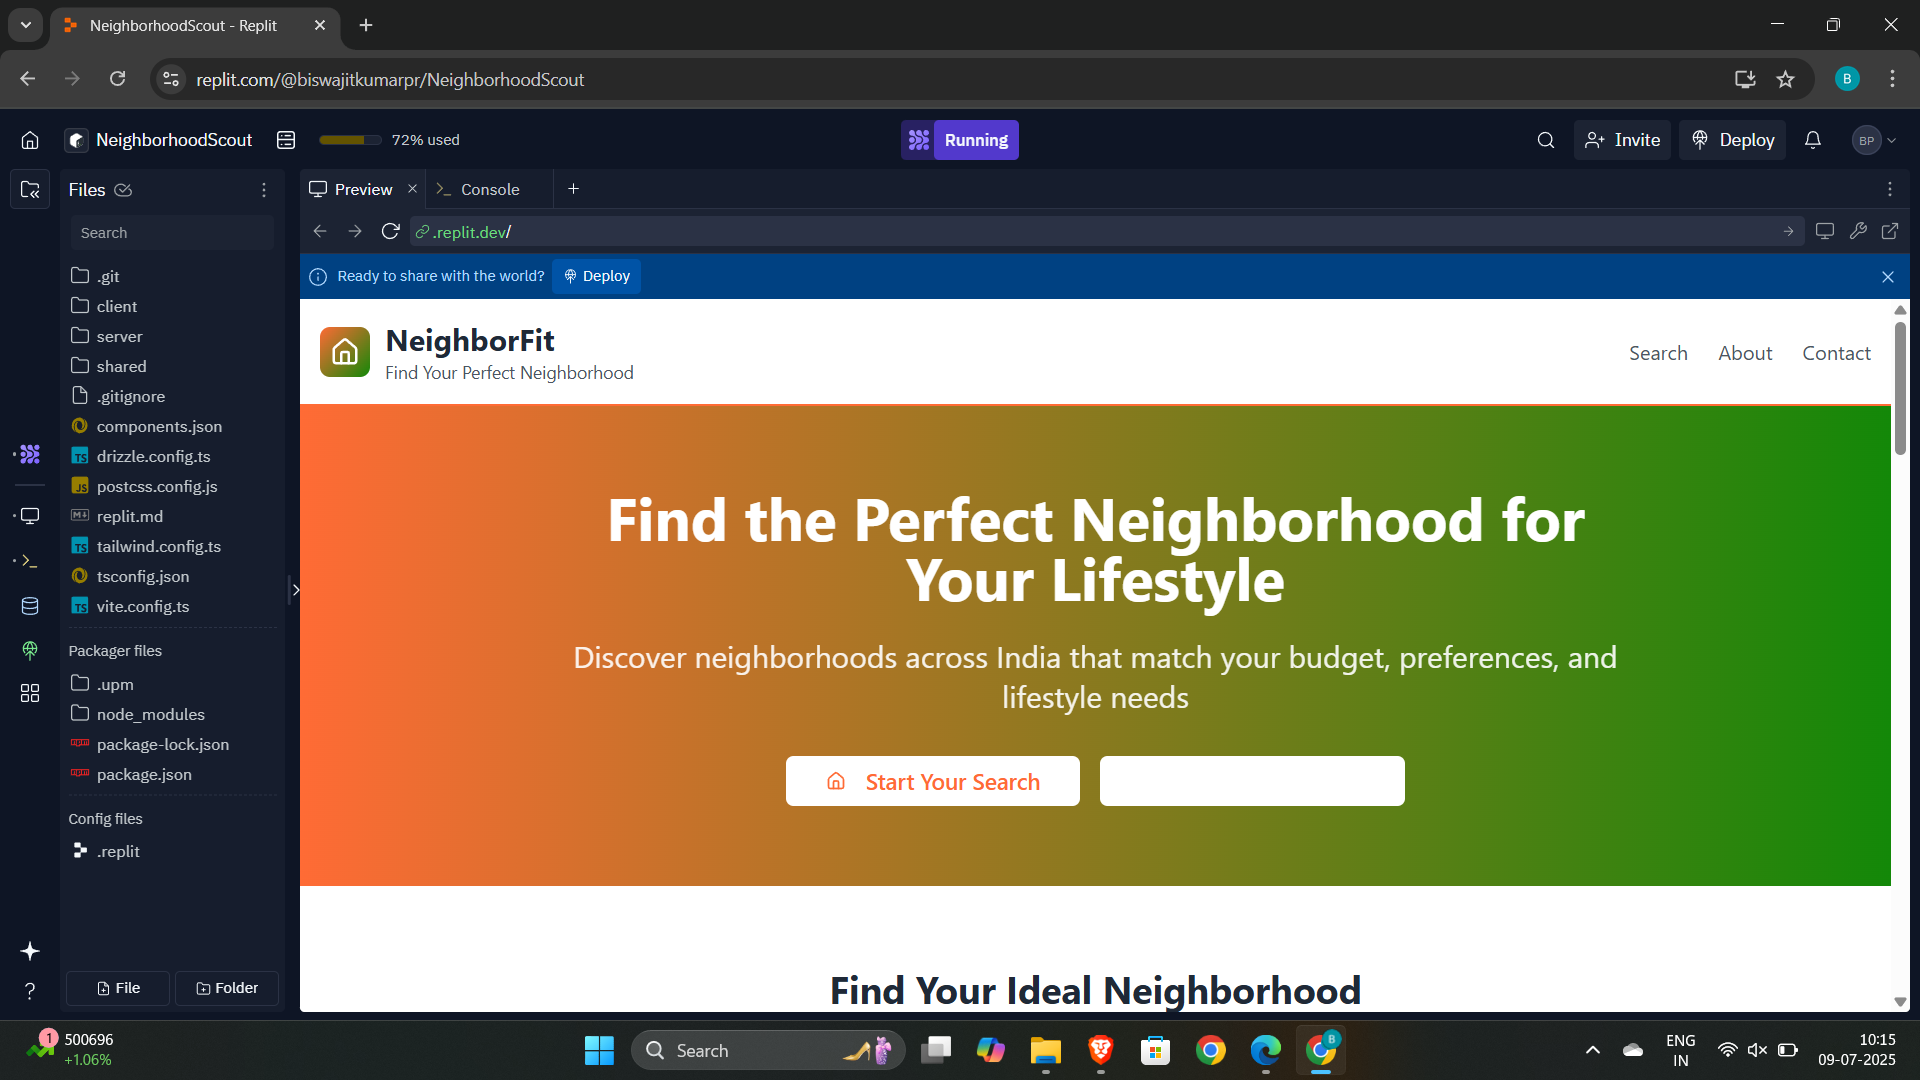 NeighborhoodScout - Replit
replit.com/@biswajitkumarpr/NeighborhoodScout
B
NeighborhoodScout
72% used
Running
Invite
Deploy
BP
Files
Preview
Console
Search
.replit.dev/
Ready to share with the world?
Deploy
.git
client
server
shared
.gitignore
components.json
TS drizzle.config.ts
JS postcss.config.js
replit.md
TS tailwind.config.ts
tsconfig.json
TS vite.config.ts
Packager files
.upm
node_modules
package-lock.json
package.json
Config files
.replit
File
Folder
?
NeighborFit
Find Your Perfect Neighborhood
Search
About
Contact
Find the Perfect Neighborhood for
Your Lifestyle
Discover neighborhoods across India that match your budget, preferences, and
lifestyle needs
Start Your Search
Find Your Ideal Neighborhood
1
500696
+1.06%
Search
B
ENG
IN
10:15
09-07-2025